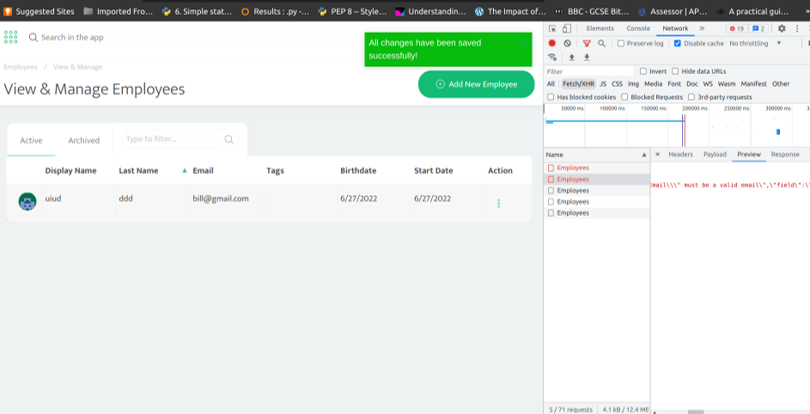 Suggested Sites Imported Fro... 6. Simple stat... Results : .py -... PEP 8 – Style... Understandin... The Impact of... BBC - GCSE Bit... Assessor | AP... A practical gui...
Search in the app
All changes have been saved successfully!
Employees / View & Manage
View & Manage Employees
Add New Employee
Active Archived Type to filter...
Display Name Last Name Email Tags Birthdate Start Date Action
uiud ddd bill@gmail.com 6/27/2022 6/27/2022
Elements Console Network » 19 2
Preserve log Disable cache No throttling
Filter Invert Hide data URLs
All Fetch/XHR JS CSS Img Media Font Doc WS Wasm Manifest Other
Has blocked cookies Blocked Requests 3rd-party requests
50000 ms 100000 ms 150000 ms 200000 ms 250000 ms 300000 ms
Name × Headers Payload Preview Response
Employees
Employees
Employees
Employees
Employees
mail\\\" must be a valid email\",\"field\":\"
5 / 71 requests 4.1 kB / 12.4 ME